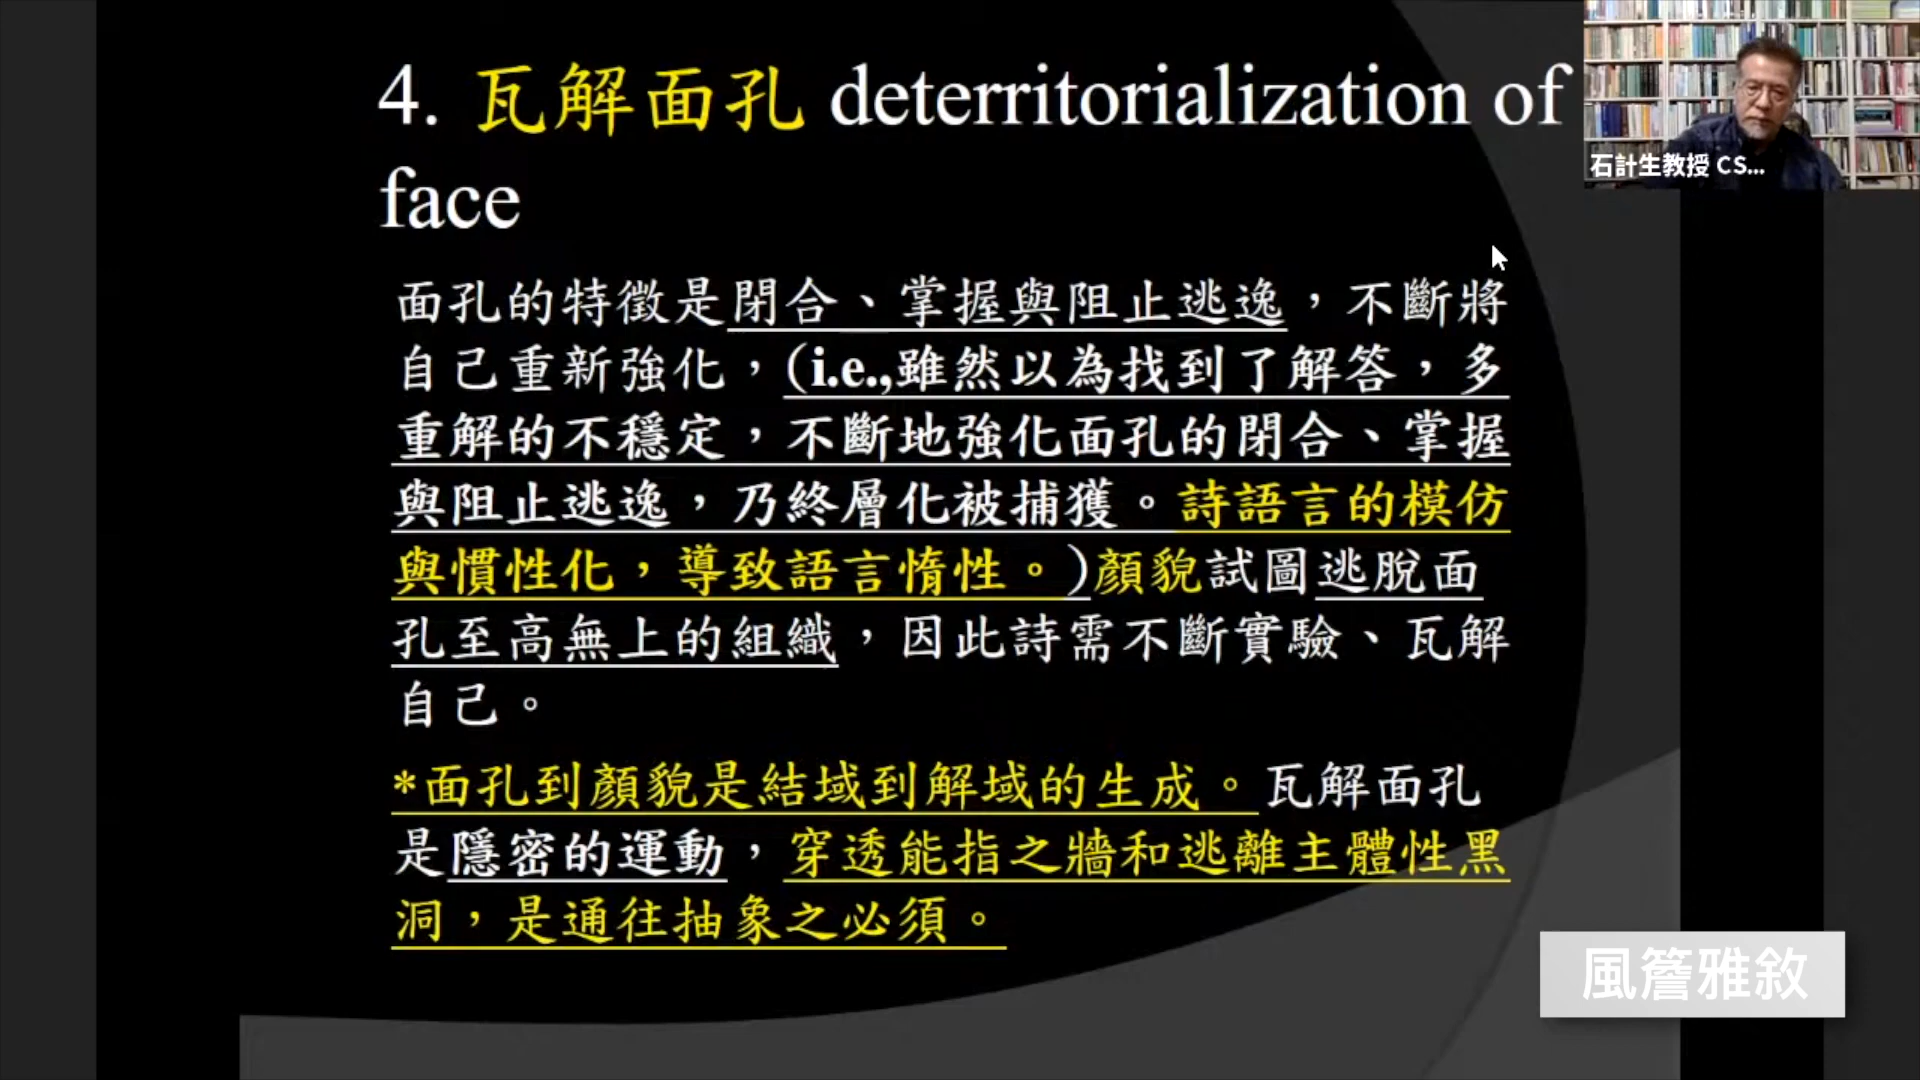 4. 瓦解面孔 deterritorialization of
face
石計生教授 CS...
面孔的特徵是閉合、掌握與阻止逃逸，不斷將
自己重新強化，(i.e.,雖然以為找到了解答，多
重解的不穩定，不斷地強化面孔的閉合、掌握
與阻止逃逸，乃終層化被捕獲。詩語言的模仿
與慣性化，導致語言惰性。)顏貌試圖逃脫面
孔至高無上的組織，因此詩需不斷實驗、瓦解
自己。
*面孔到顏貌是結域到解域的生成。瓦解面孔
是隱密的運動，穿透能指之牆和逃離主體性黑
洞，是通往抽象之必須。
風簷雅敘